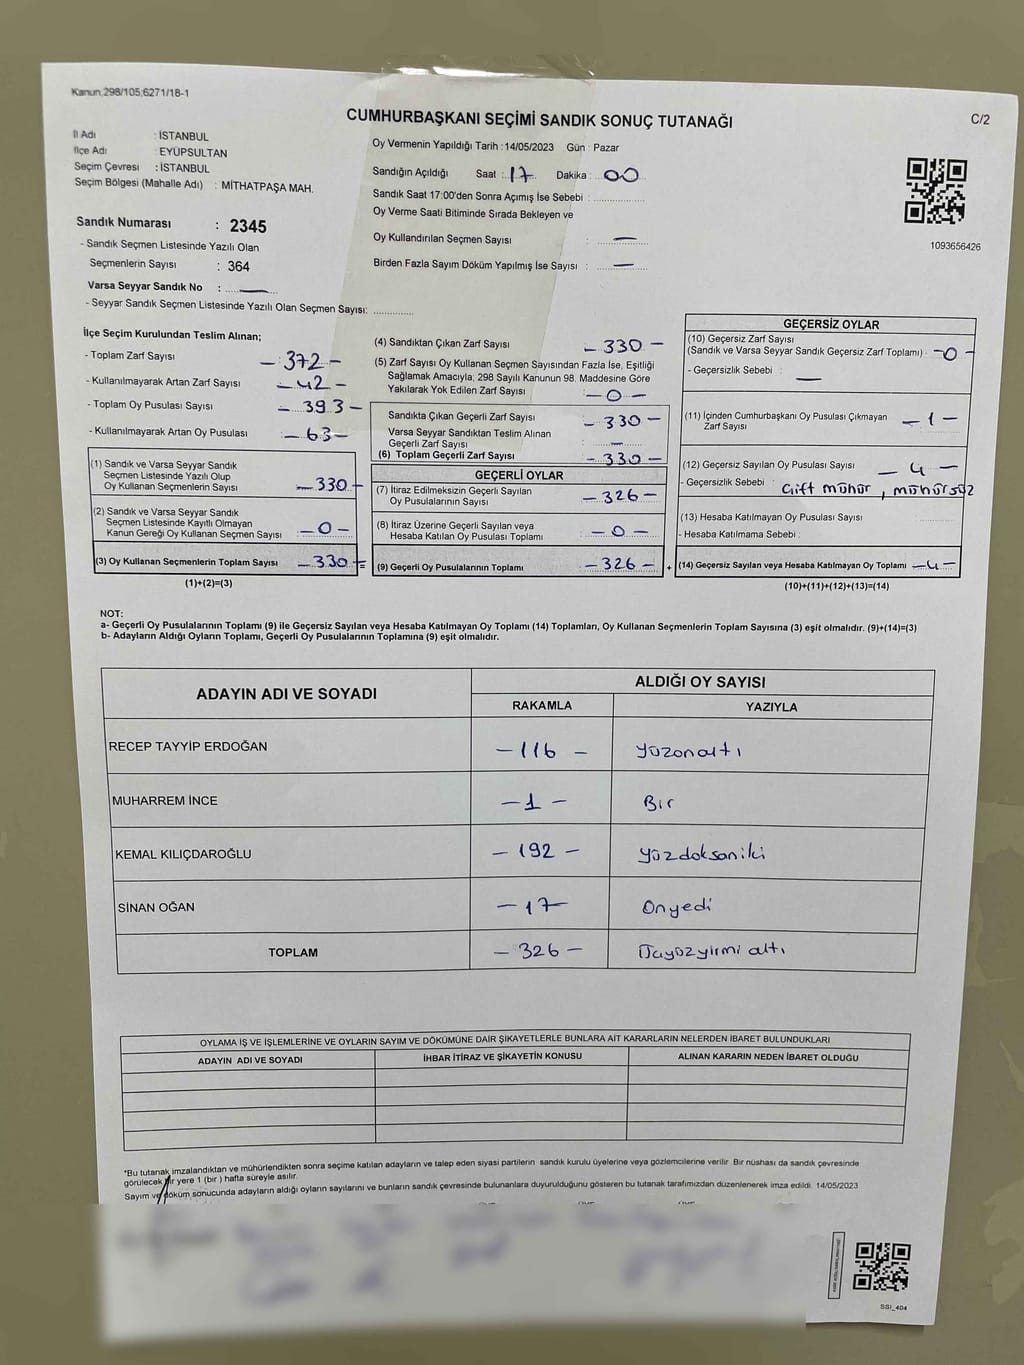 Kanun.298/105;6271/18-1
CUMHURBAŞKANI SEÇİMİ SANDIK SONUÇ TUTANAĞI
C/2
İl Adı : İSTANBUL
İlçe Adı : EYÜPSULTAN
Seçim Çevresi : İSTANBUL
Seçim Bölgesi (Mahalle Adı) : MİTHATPAŞA MAH.
Sandık Numarası : 2345
- Sandık Seçmen Listesinde Yazılı Olan
Seçmenlerin Sayısı : 364
Varsa Seyyar Sandık No : —
- Seyyar Sandık Seçmen Listesinde Yazılı Olan Seçmen Sayısı: ............
Oy Vermenin Yapıldığı Tarih : 14/05/2023 Gün : Pazar
Sandığın Açıldığı Saat : 17 Dakika : 00
Sandık Saat 17:00'den Sonra Açımış İse Sebebi : ............
Oy Verme Saati Bitiminde Sırada Bekleyen ve
Oy Kullandırılan Seçmen Sayısı : —
Birden Fazla Sayım Döküm Yapılmış İse Sayısı : —
1093656426
İlçe Seçim Kurulundan Teslim Alınan;
- Toplam Zarf Sayısı – 372 –
- Kullanılmayarak Artan Zarf Sayısı – 42 –
- Toplam Oy Pusulası Sayısı – 393 –
- Kullanılmayarak Artan Oy Pusulası – 63 –
(1) Sandık ve Varsa Seyyar Sandık
Seçmen Listesinde Yazılı Olup
Oy Kullanan Seçmenlerin Sayısı – 330 –
(2) Sandık ve Varsa Seyyar Sandık
Seçmen Listesinde Kayıtlı Olmayan
Kanun Gereği Oy Kullanan Seçmen Sayısı – 0 –
(3) Oy Kullanan Seçmenlerin Toplam Sayısı – 330 =
(1)+(2)=(3)
(4) Sandıktan Çıkan Zarf Sayısı – 330 –
(5) Zarf Sayısı Oy Kullanan Seçmen Sayısından Fazla İse, Eşitliği
Sağlamak Amacıyla; 298 Sayılı Kanunun 98. Maddesine Göre
Yakılarak Yok Edilen Zarf Sayısı – 0 –
Sandıkta Çıkan Geçerli Zarf Sayısı – 330 –
Varsa Seyyar Sandıktan Teslim Alınan
Geçerli Zarf Sayısı : —
(6) Toplam Geçerli Zarf Sayısı – 330 –
GEÇERLİ OYLAR
(7) İtiraz Edilmeksizin Geçerli Sayılan
Oy Pusulasının Sayısı – 326 –
(8) İtiraz Üzerine Geçerli Sayılan veya
Hesaba Katılan Oy Pusulası Toplamı – 0 –
(9) Geçerli Oy Pusulalarının Toplamı – 326 – +
GEÇERSİZ OYLAR
(10) Geçersiz Zarf Sayısı
(Sandık ve Varsa Seyyar Sandık Geçersiz Zarf Toplamı) – 0 –
- Geçersizlik Sebebi : —
(11) İçinden Cumhurbaşkanı Oy Pusulası Çıkmayan
Zarf Sayısı – 1 –
(12) Geçersiz Sayılan Oy Pusulası Sayısı – 4 –
- Geçersizlik Sebebi : Çift mühür, mühürsüz
(13) Hesaba Katılmayan Oy Pusulası Sayısı ............
- Hesaba Katılmama Sebebi :
(14) Geçersiz Sayılan veya Hesaba Katılmayan Oy Toplamı – 4 –
(10)+(11)+(12)+(13)=(14)
NOT:
a- Geçerli Oy Pusulalarının Toplamı (9) ile Geçersiz Sayılan veya Hesaba Katılmayan Oy Toplamı (14) Toplamları, Oy Kullanan Seçmenlerin Toplam Sayısına (3) eşit olmalıdır. (9)+(14)=(3)
b- Adayların Aldığı Oyların Toplamı, Geçerli Oy Pusulalarının Toplamına (9) eşit olmalıdır.
ADAYIN ADI VE SOYADI ALDIĞI OY SAYISI
RAKAMLA YAZIYLA
RECEP TAYYİP ERDOĞAN – 116 – Yüzonaltı
MUHARREM İNCE – 1 – Bir
KEMAL KILIÇDAROĞLU – 192 – Yüzdoksaniki
SİNAN OĞAN – 17 – Onyedi
TOPLAM – 326 – Üçyüzyirmi altı
OYLAMA İŞ VE İŞLEMLERİNE VE OYLARIN SAYIM VE DÖKÜMÜNE DAİR ŞİKAYETLERLE BUNLARA AİT KARARLARIN NELERDEN İBARET BULUNDUKLARI
ADAYIN ADI VE SOYADI İHBAR İTİRAZ VE ŞİKAYETİN KONUSU ALINAN KARARIN NEDEN İBARET OLDUĞU
*Bu tutanak imzalandıktan ve mühürlendikten sonra seçime katılan adayların ve talep eden siyasi partilerin sandık kurulu üyelerine veya gözlemcilerine verilir. Bir nüshası da sandık çevresinde
görülecek bir yere 1 (bir) hafta süreyle asılır.
Sayım ve döküm sonucunda adayların aldığı oyların sayılarını ve bunların sandık çevresinde bulunanlara duyurulduğunu gösteren bu tutanak tarafımızdan düzenlenerek imza edildi. 14/05/2023
SSI_404